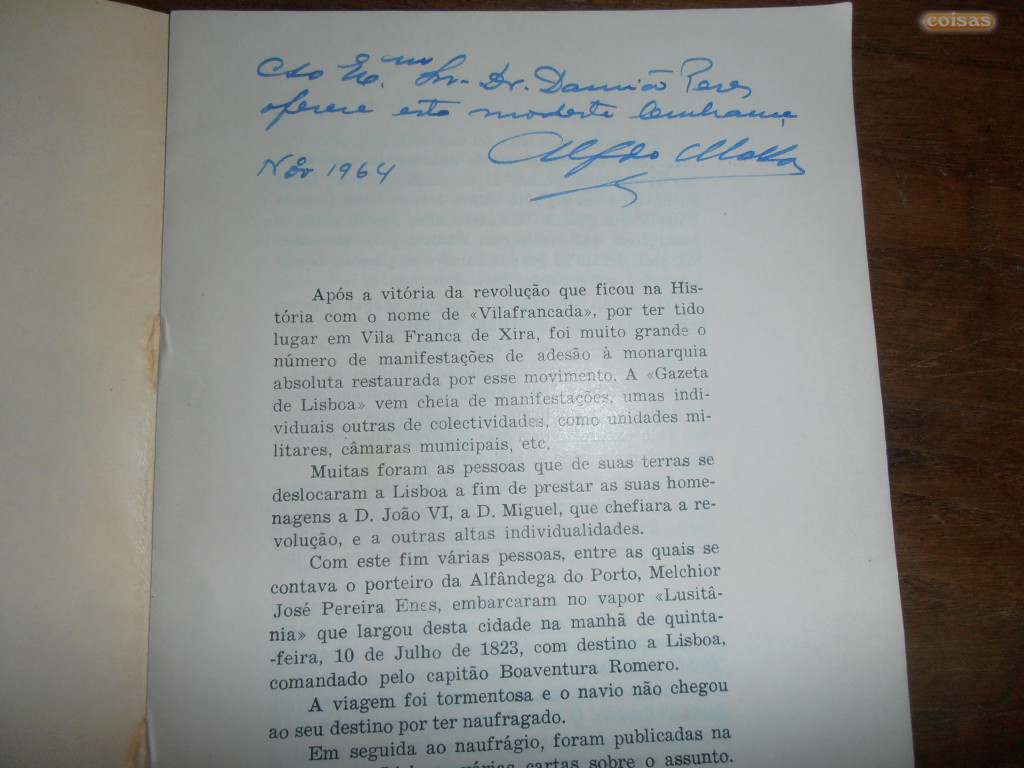 coisas
Ao Ex.mo Sr. Dr. Damião Peres
oferece esta modesta lembrança
Nov 1964
Após a vitória da revolução que ficou na His-
tória com o nome de «Vilafrancada», por ter tido
lugar em Vila Franca de Xira, foi muito grande o
número de manifestações de adesão à monarquia
absoluta restaurada por esse movimento. A «Gazeta
de Lisboa» vem cheia de manifestações, umas indi-
viduais outras de colectividades, como unidades mi-
litares, câmaras municipais, etc.
Muitas foram as pessoas que de suas terras se
deslocaram a Lisboa a fim de prestar as suas home-
nagens a D. João VI, a D. Miguel, que chefiara a re-
volução, e a outras altas individualidades.
Com este fim várias pessoas, entre as quais se
contava o porteiro da Alfândega do Porto, Melchior
José Pereira Enes, embarcaram no vapor «Lusitâ-
nia» que largou desta cidade na manhã de quinta-
-feira, 10 de Julho de 1823, com destino a Lisboa,
comandado pelo capitão Boaventura Romero.
A viagem foi tormentosa e o navio não chegou
ao seu destino por ter naufragado.
Em seguida ao naufrágio, foram publicadas na
várias cartas sobre o assunto.